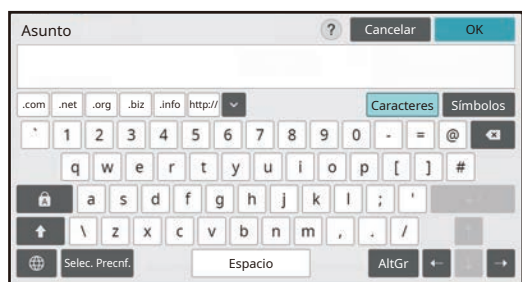 Asunto ? Cancelar OK
.com .net .org .biz .info http:// Caracteres Símbolos
` 1 2 3 4 5 6 7 8 9 0 - = @
q w e r t y u i o p [ ] #
A a s d f g h j k l ; '
\ z x c v b n m , . /
Selec. Precnf. Espacio AltGr ← →